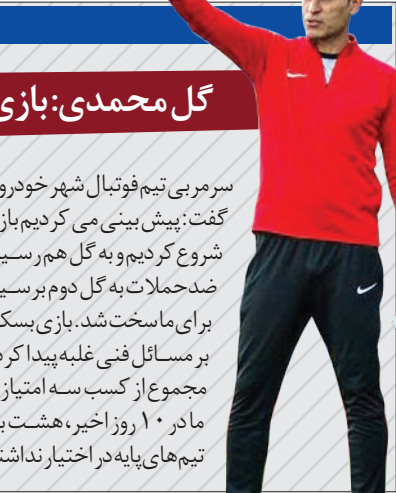 گل محمدی: بازی
سرمربی تیم فوتبال شهر خودرو
گفت: پیش بینی می کردیم باز
شروع کردیم و به گل هم رسی
ضدحملات به گل دوم برسی
برای ما سخت شد. بازی بسک
بر مسائل فنی غلبه پیدا کرد
مجموع از کسب سه امتیاز
ما در ۱۰ روز اخیر، هشت ب
تیم‌های پایه در اختیار نداشت